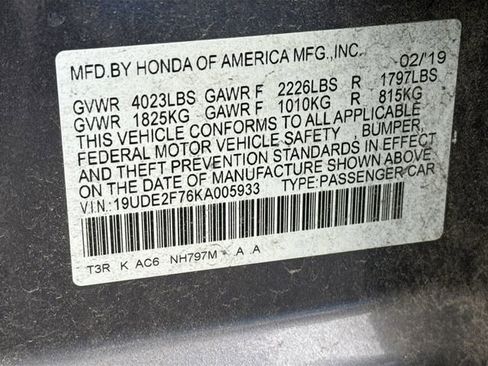 MFD.BY HONDA OF AMERICA MFG.,INC. 02/'19
GVWR 4023LBS GAWR F 2226LBS R 1797LBS
GVWR 1825KG GAWR F 1010KG R 815KG
THIS VEHICLE CONFORMS TO ALL APPLICABLE
FEDERAL MOTOR VEHICLE SAFETY BUMPER,
AND THEFT PREVENTION STANDARDS IN EFFECT
ON THE DATE OF MANUFACTURE SHOWN ABOVE.
V.I.N.: 19UDE2F76KA005933 TYPE:PASSENGER CAR
T3R K AC6 NH797M - A A